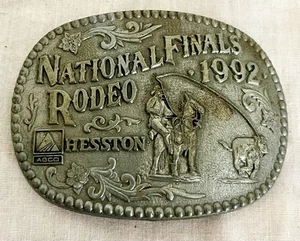 NATIONAL FINALS
RODEO 1992
HESSTON
AGCO